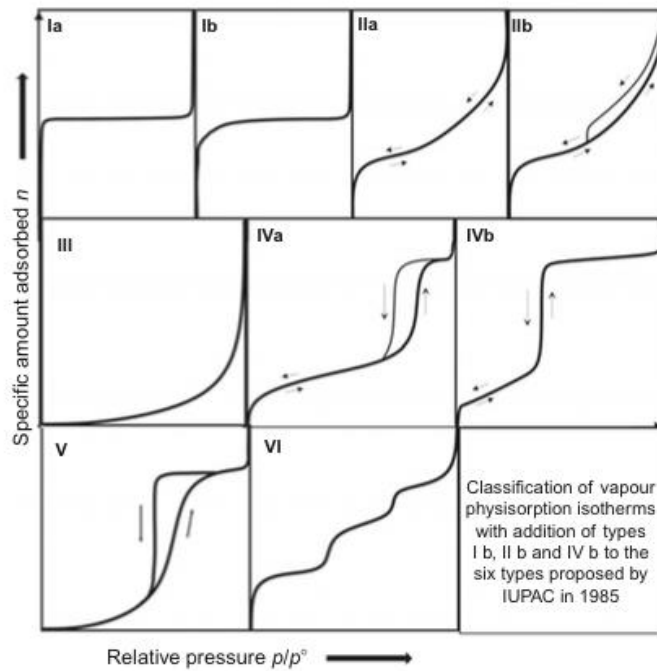 Ia
Ib
IIa
IIb
III
IVa
IVb
V
VI
Classification of vapour
physisorption isotherms
with addition of types
I b, II b and IV b to the
six types proposed by
IUPAC in 1985
Specific amount adsorbed n
Relative pressure p/p°